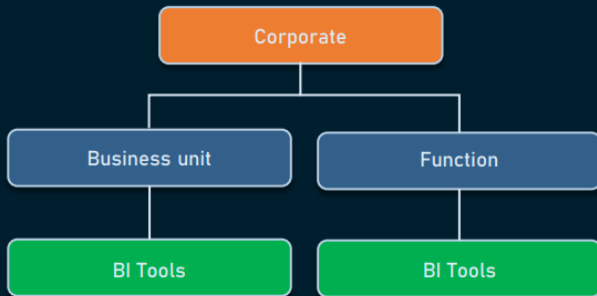 Corporate
Business unit
Function
BI Tools
BI Tools